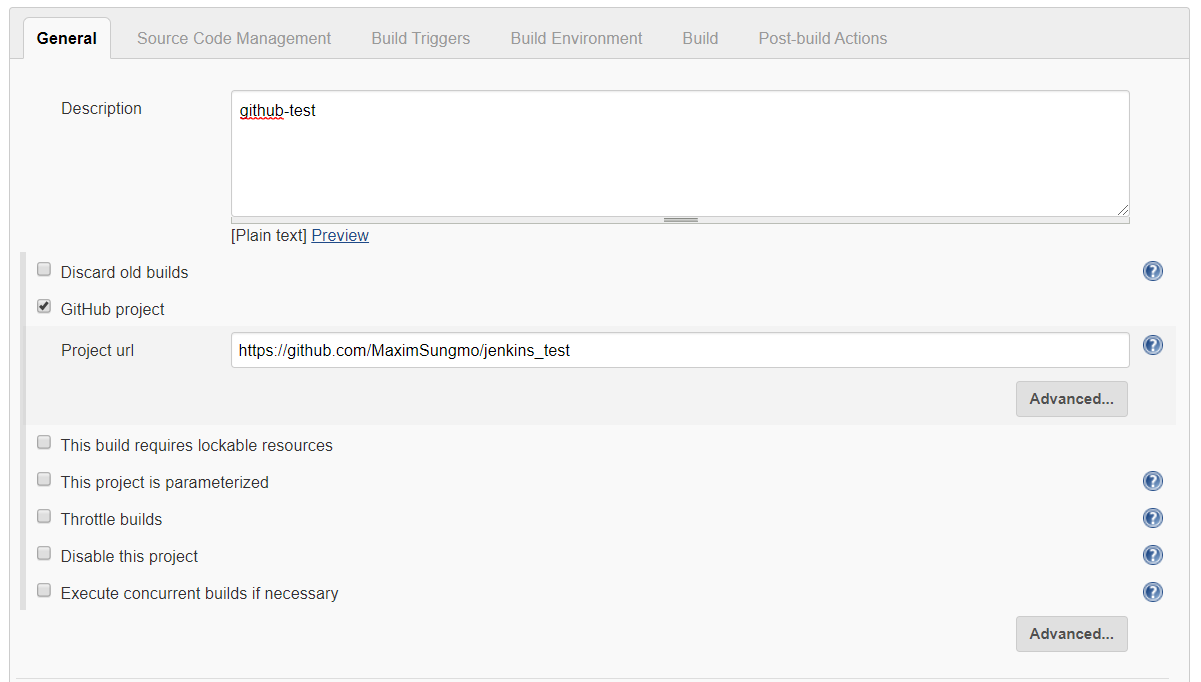 General Source Code Management Build Triggers Build Environment Build Post-build Actions
Description
github-test
[Plain text] Preview
Discard old builds
GitHub project
Project url https://github.com/MaximSungmo/jenkins_test
Advanced...
This build requires lockable resources
This project is parameterized
Throttle builds
Disable this project
Execute concurrent builds if necessary
Advanced...